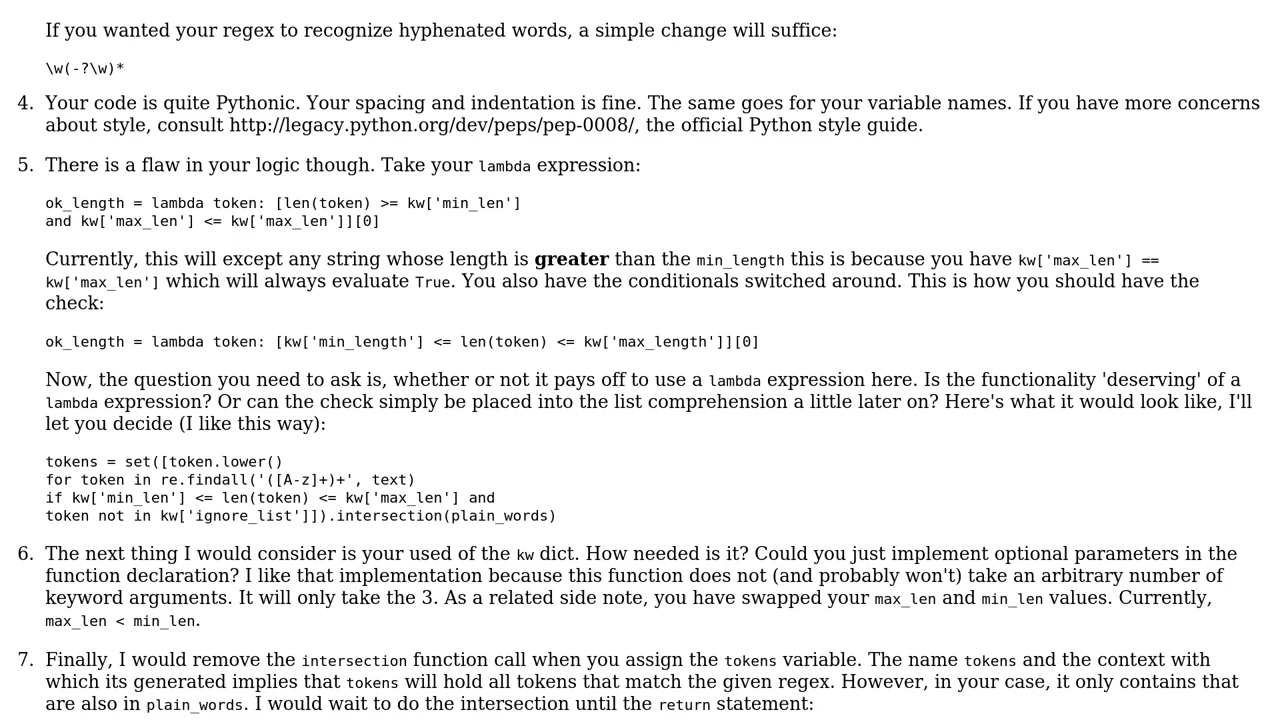 If you wanted your regex to recognize hyphenated words, a simple change will suffice:
\w(-?\w)*
4. Your code is quite Pythonic. Your spacing and indentation is fine. The same goes for your variable names. If you have more concerns
about style, consult http://legacy.python.org/dev/peps/pep-0008/, the official Python style guide.
5. There is a flaw in your logic though. Take your lambda expression:
ok_length = lambda token: [len(token) >= kw['min_len']
and kw['max_len'] <= kw['max_len']][0]
Currently, this will except any string whose length is greater than the min_length this is because you have kw['max_len'] ==
kw['max_len'] which will always evaluate True. You also have the conditionals switched around. This is how you should have the
check:
ok_length = lambda token: [kw['min_length'] <= len(token) <= kw['max_length']][0]
Now, the question you need to ask is, whether or not it pays off to use a lambda expression here. Is the functionality 'deserving' of a
lambda expression? Or can the check simply be placed into the list comprehension a little later on? Here's what it would look like, I'll
let you decide (I like this way):
tokens = set([token.lower()
for token in re.findall('([A-z]+)+', text)
if kw['min_len'] <= len(token) <= kw['max_len'] and
token not in kw['ignore_list']]).intersection(plain_words)
6. The next thing I would consider is your used of the kw dict. How needed is it? Could you just implement optional parameters in the
function declaration? I like that implementation because this function does not (and probably won't) take an arbitrary number of
keyword arguments. It will only take the 3. As a related side note, you have swapped your max_len and min_len values. Currently,
max_len < min_len.
7. Finally, I would remove the intersection function call when you assign the tokens variable. The name tokens and the context with
which its generated implies that tokens will hold all tokens that match the given regex. However, in your case, it only contains that
are also in plain_words. I would wait to do the intersection until the return statement: